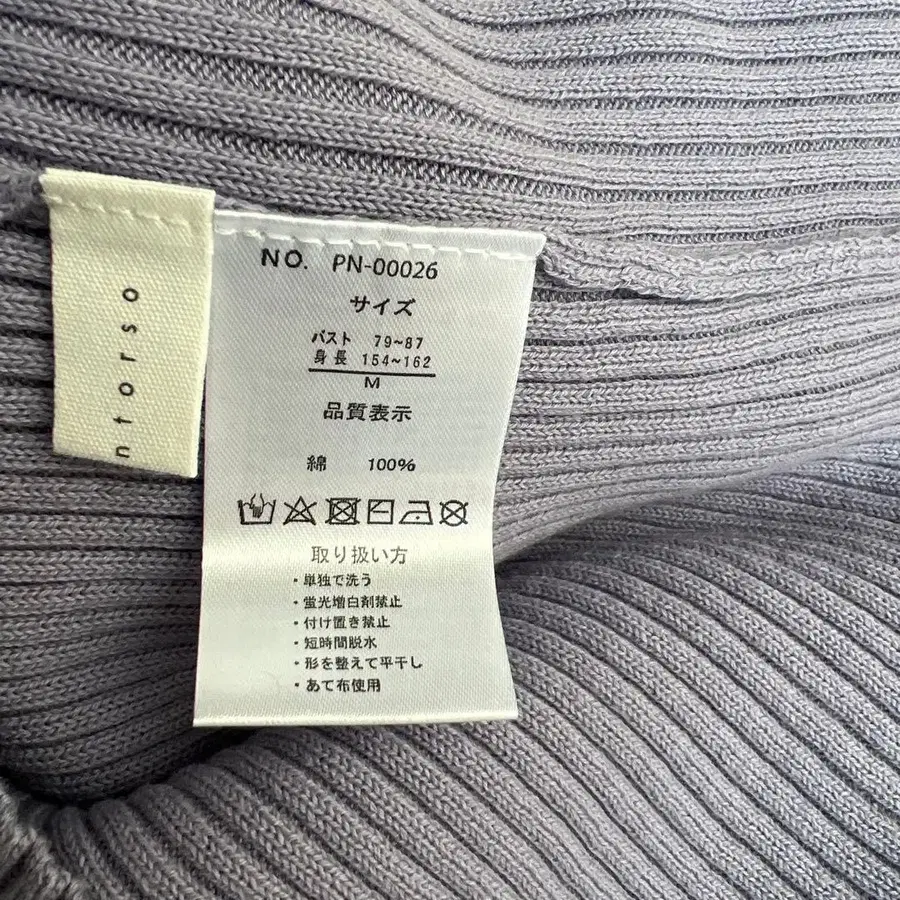 ntorso
NO. PN-00026
サイズ
バスト 79~87
身長 154~162
M
品質表示
綿 100%
取り扱い方
・単独で洗う
・蛍光増白剤禁止
・付け置き禁止
・短時間脱水
・形を整えて平干し
・あて布使用